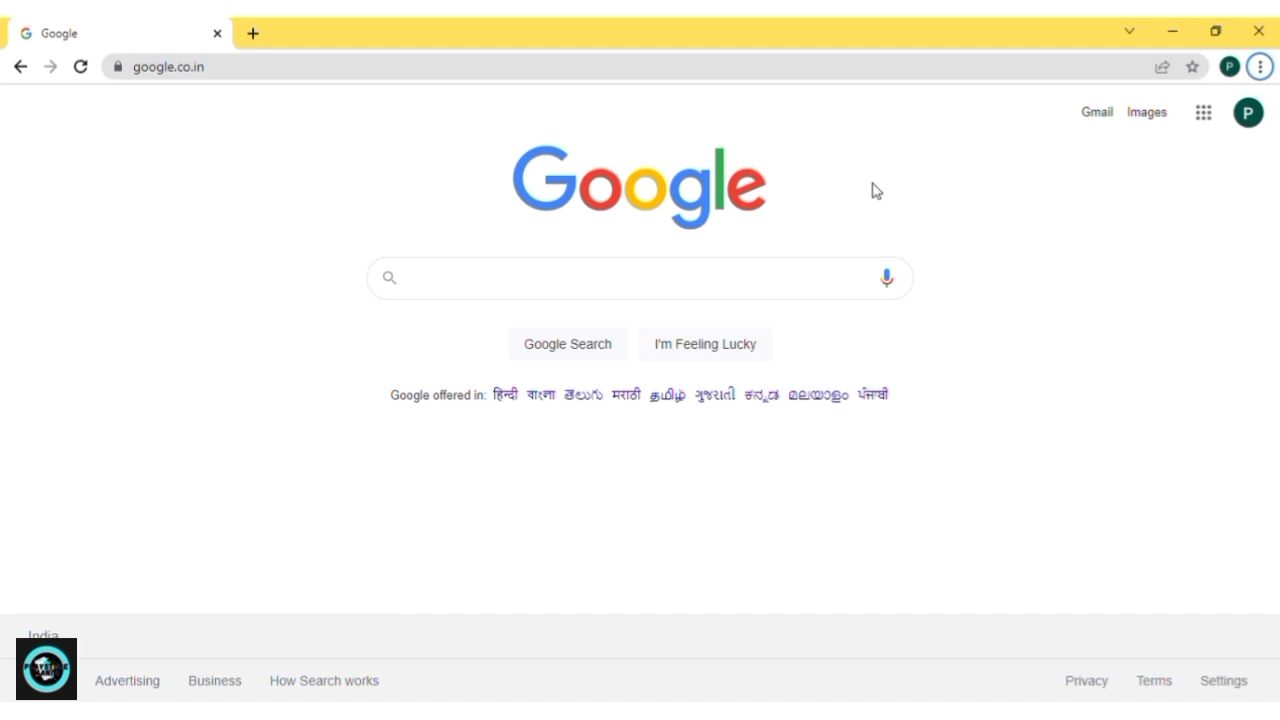 Google
google.co.in
P
Gmail Images P
Google
Google Search I'm Feeling Lucky
Google offered in: हिन्दी বাংলা తెలుగు मराठी தமிழ் ગુજરાતી ಕನ್ನಡ മലയാളം ਪੰਜਾਬੀ
India
Advertising Business How Search works Privacy Terms Settings